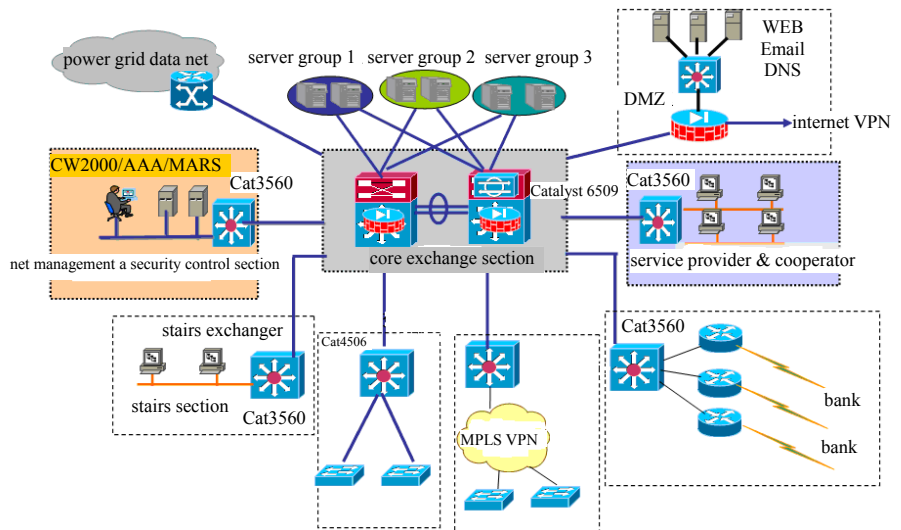 power grid data net
server group 1
server group 2
server group 3
WEB
Email
DNS
DMZ
internet VPN
CW2000/AAA/MARS
net management a security control section
Catalyst 6509
core exchange section
Cat3560
service provider & cooperator
stairs exchanger
stairs section
Cat3560
Cat4506
MPLS VPN
Cat3560
bank
bank